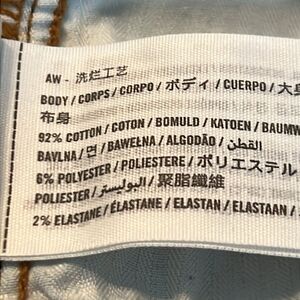 AW - 洗烂工艺
BODY / CORPS / CORPO / ボディ / CUERPO / 大身
布身
92% COTTON / COTON / BOMULD / KATOEN / BAUMW
BAVLNA / 면 / BAWEŁNA / ALGODÃO / القطن /
6% POLYESTER / POLIESTERE / ポリエステル
POLIESTER / البوليستر / 聚脂纖維
2% ELASTANE / ÉLASTANE / ELASTAN / ELASTAAN /